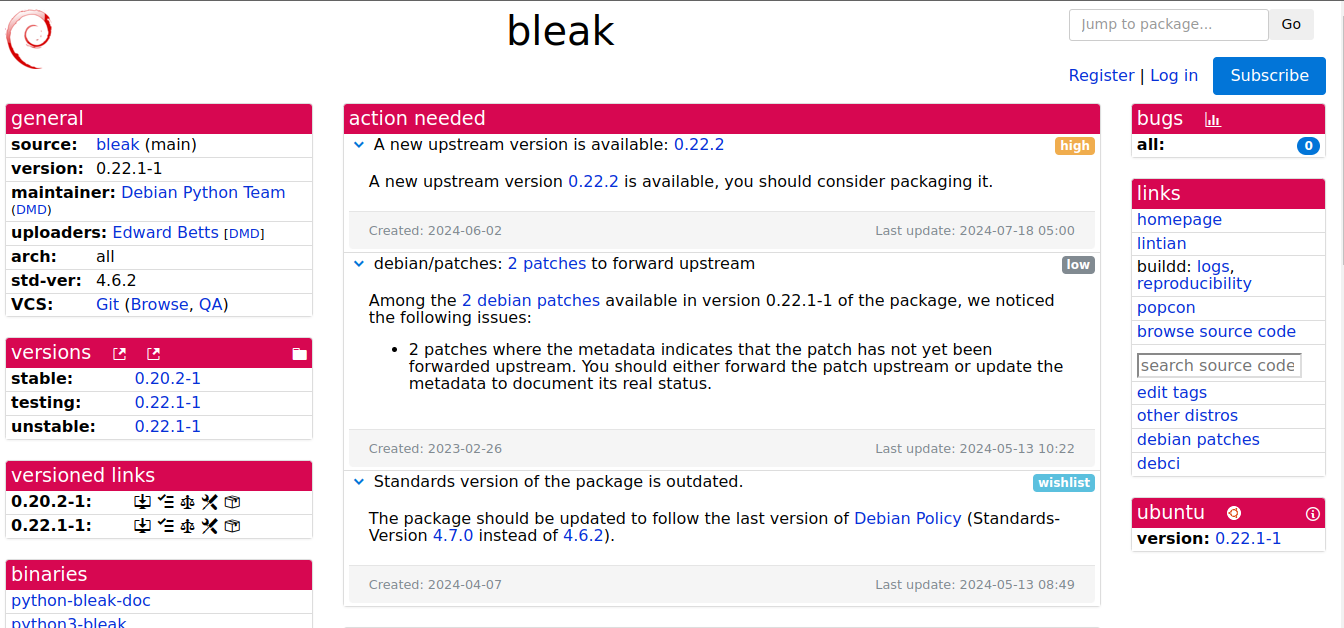 bleak
Jump to package...
Go
Register | Log in
Subscribe
general
source: bleak (main)
version: 0.22.1-1
maintainer: Debian Python Team
(DMD)
uploaders: Edward Betts [DMD]
arch: all
std-ver: 4.6.2
VCS: Git (Browse, QA)
versions
stable: 0.20.2-1
testing: 0.22.1-1
unstable: 0.22.1-1
versioned links
0.20.2-1:
0.22.1-1:
binaries
python-bleak-doc
python3-bleak
action needed
A new upstream version is available: 0.22.2
high
A new upstream version 0.22.2 is available, you should consider packaging it.
Created: 2024-06-02
Last update: 2024-07-18 05:00
debian/patches: 2 patches to forward upstream
low
Among the 2 debian patches available in version 0.22.1-1 of the package, we noticed
the following issues:
• 2 patches where the metadata indicates that the patch has not yet been
forwarded upstream. You should either forward the patch upstream or update the
metadata to document its real status.
Created: 2023-02-26
Last update: 2024-05-13 10:22
Standards version of the package is outdated.
wishlist
The package should be updated to follow the last version of Debian Policy (Standards-
Version 4.7.0 instead of 4.6.2).
Created: 2024-04-07
Last update: 2024-05-13 08:49
bugs
all: 0
links
homepage
lintian
buildd: logs,
reproducibility
popcon
browse source code
search source code
edit tags
other distros
debian patches
debci
ubuntu
version: 0.22.1-1